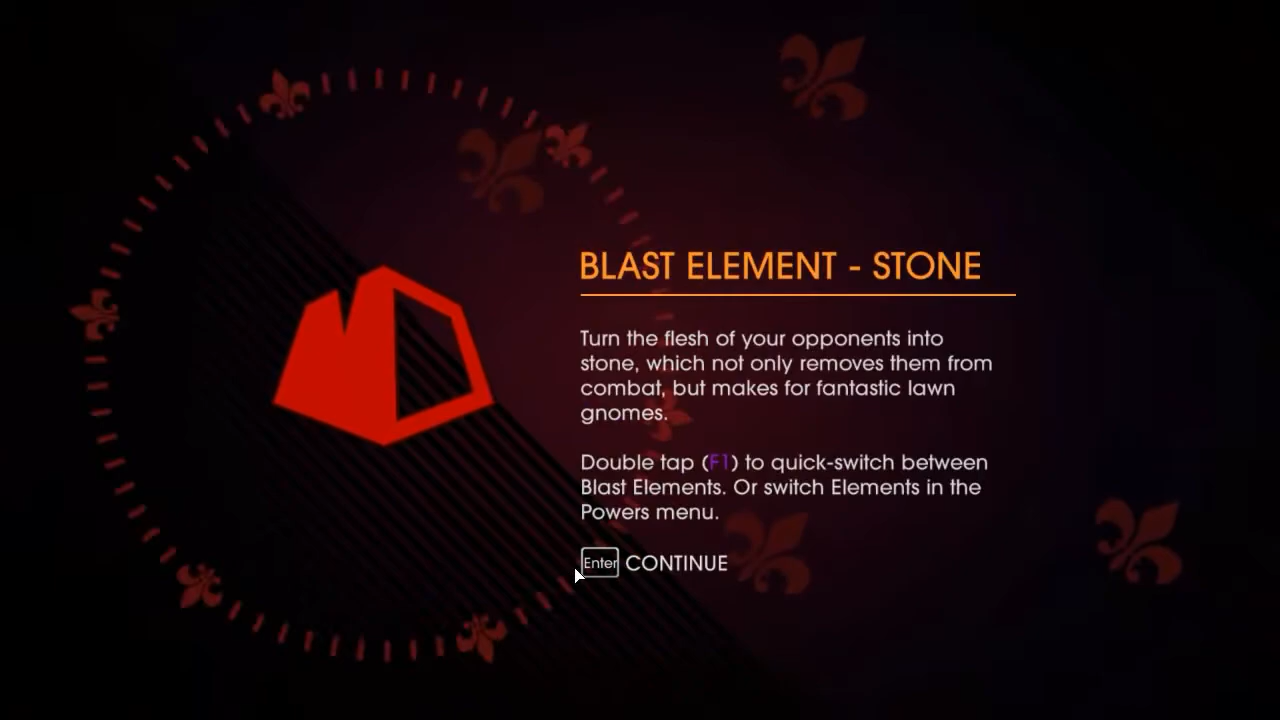 BLAST ELEMENT - STONE
Turn the flesh of your opponents into
stone, which not only removes them from
combat, but makes for fantastic lawn
gnomes.
Double tap (F1) to quick-switch between
Blast Elements. Or switch Elements in the
Powers menu.
Enter CONTINUE